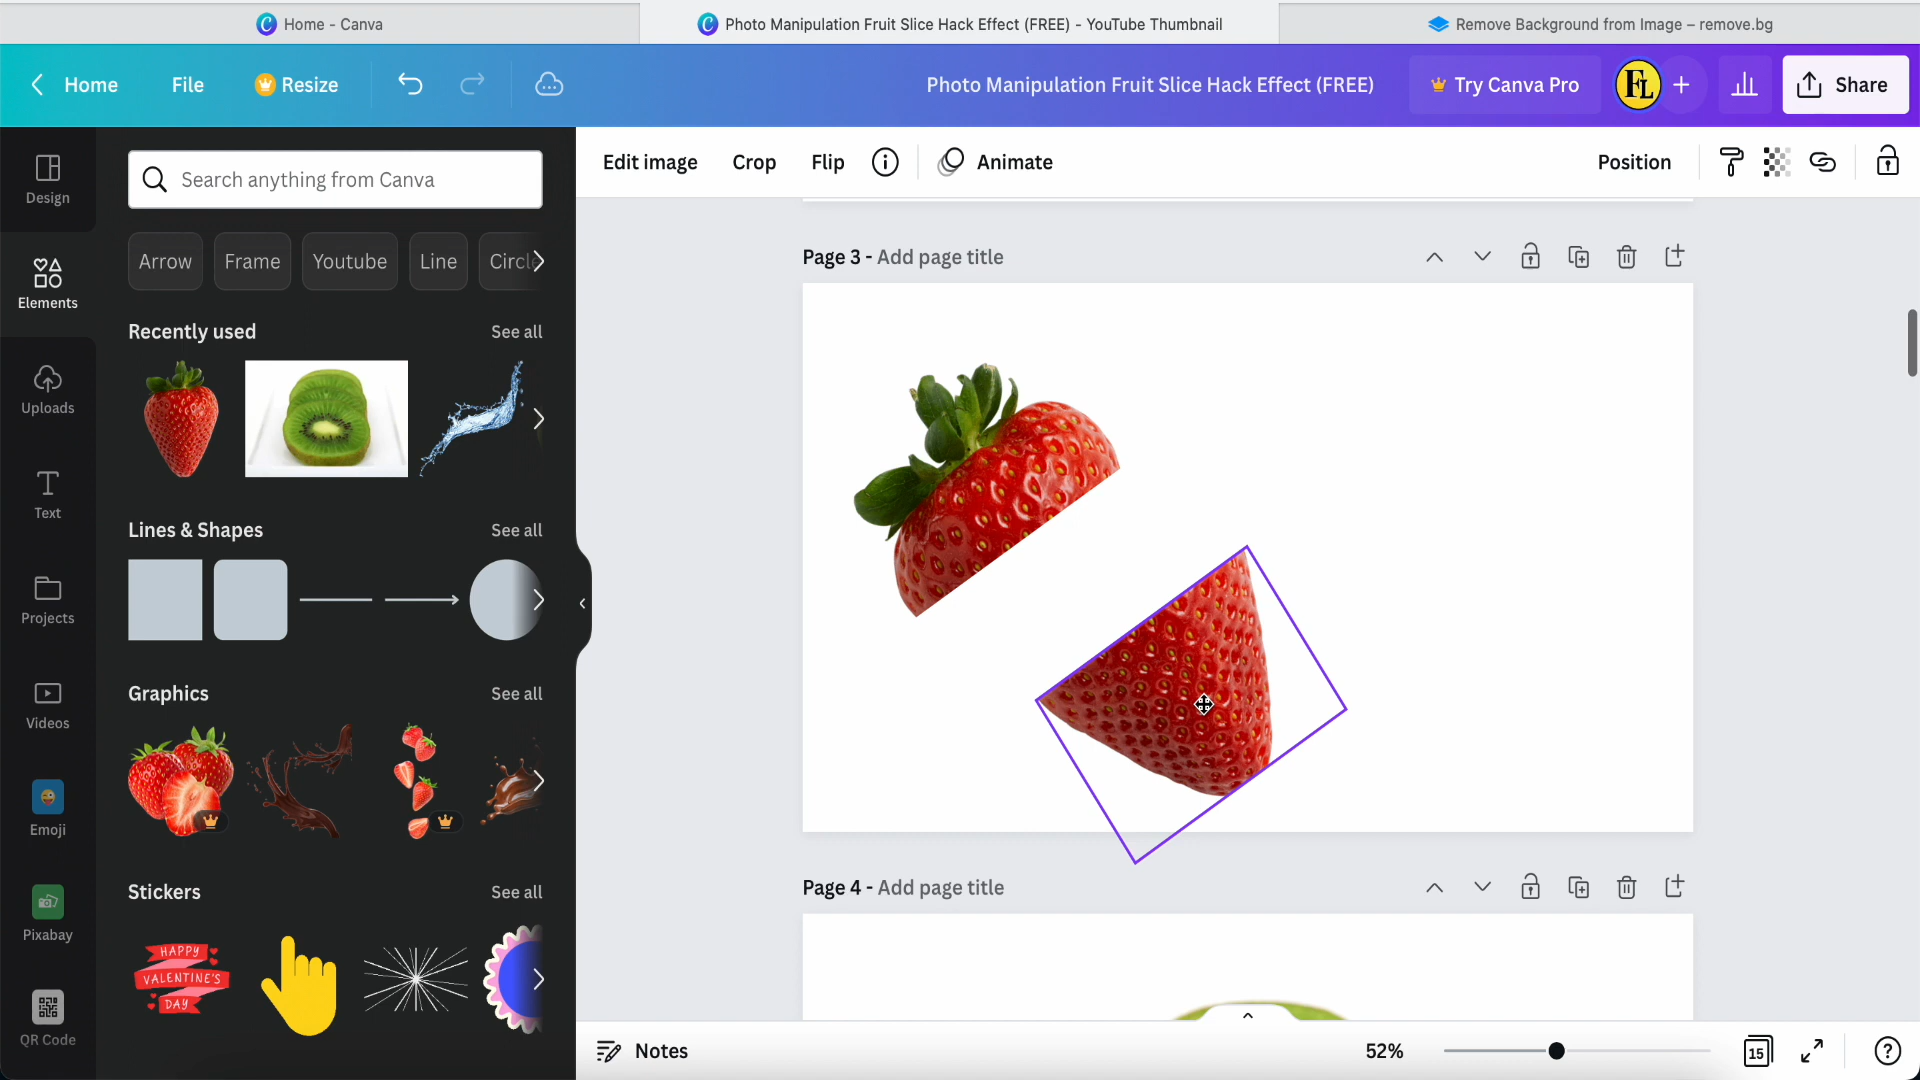 Home - Canva
Photo Manipulation Fruit Slice Hack Effect (FREE) - YouTube Thumbnail
Remove Background from Image – remove.bg
Home
File
Resize
Photo Manipulation Fruit Slice Hack Effect (FREE)
Try Canva Pro
FL
Share
Design
Elements
Uploads
Text
Projects
Videos
Emoji
Pixabay
QR Code
Search anything from Canva
Arrow
Frame
Youtube
Line
Circle
Recently used
See all
Lines & Shapes
See all
Graphics
See all
Stickers
See all
HAPPY
VALENTINE'S
DAY
Edit image
Crop
Flip
Animate
Position
Page 3 - Add page title
Page 4 - Add page title
Notes
52%
15